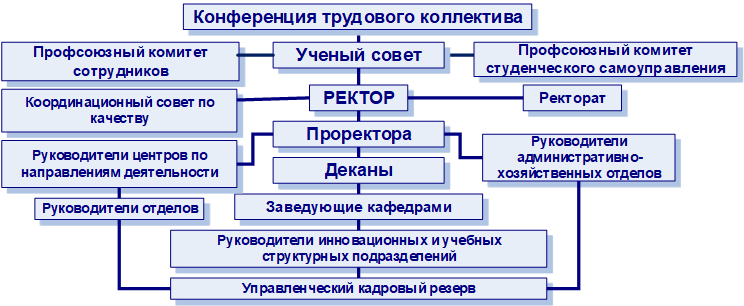 Конференция трудового коллектива
Профсоюзный комитет
сотрудников
Ученый совет
Профсоюзный комитет
студенческого самоуправления
Координационный совет по
качеству
РЕКТОР
Ректорат
Проректора
Руководители центров по
направлениям деятельности
Руководители
административно-
хозяйственных отделов
Деканы
Руководители отделов
Заведующие кафедрами
Руководители инновационных и учебных
структурных подразделений
Управленческий кадровый резерв